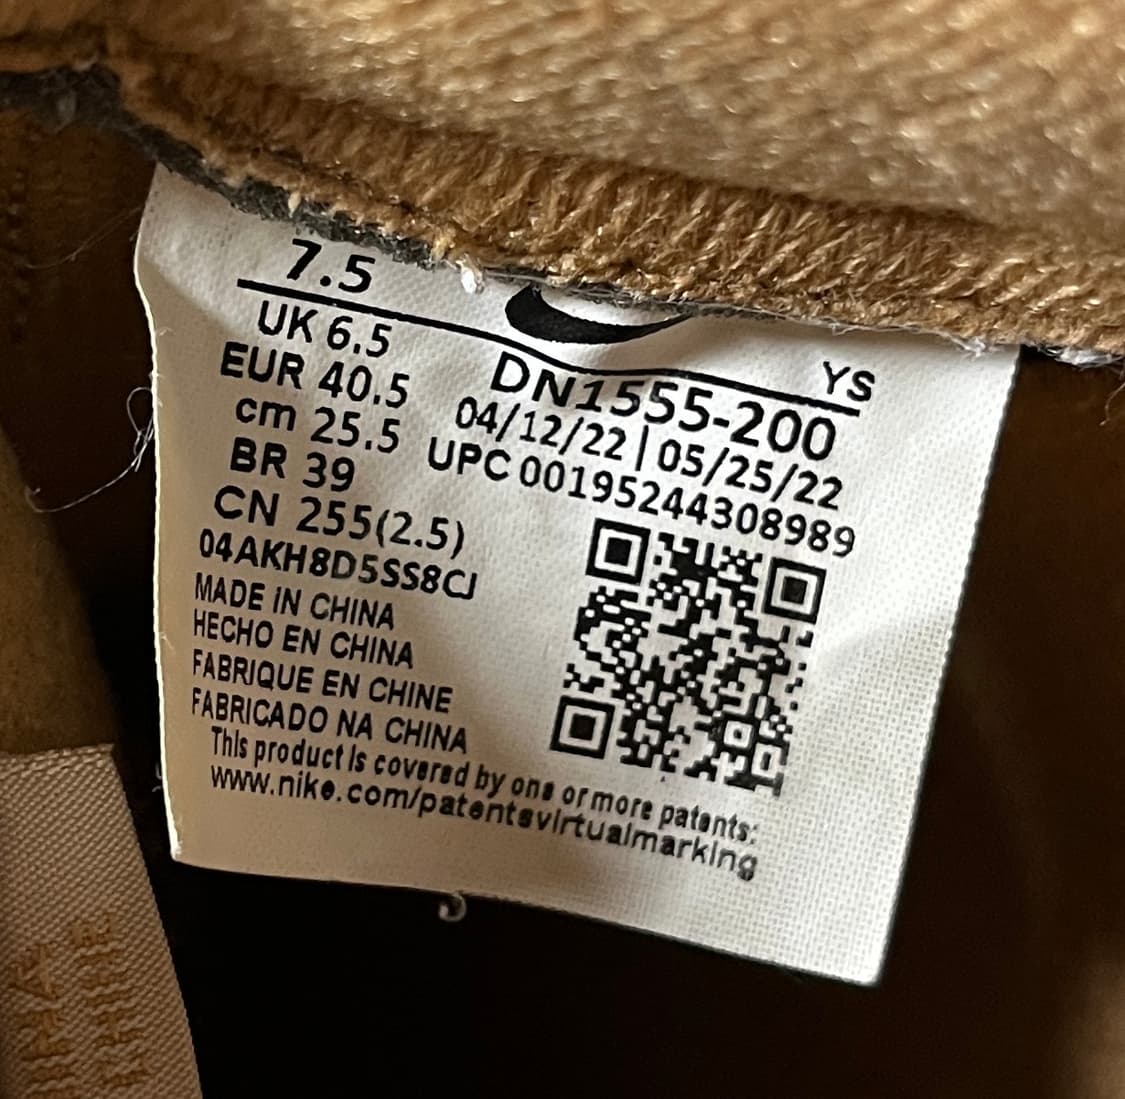 7.5
UK 6.5
EUR 40.5
cm 25.5
BR 39
CN 255(2.5)
04AKH8D5SS8CJ
MADE IN CHINA
HECHO EN CHINA
FABRIQUE EN CHINE
FABRICADO NA CHINA
YS
DN1555-200
04/12/22 | 05/25/22
UPC 00195244308989
This product is covered by one or more patents:
www.nike.com/patentsvirtualmarking